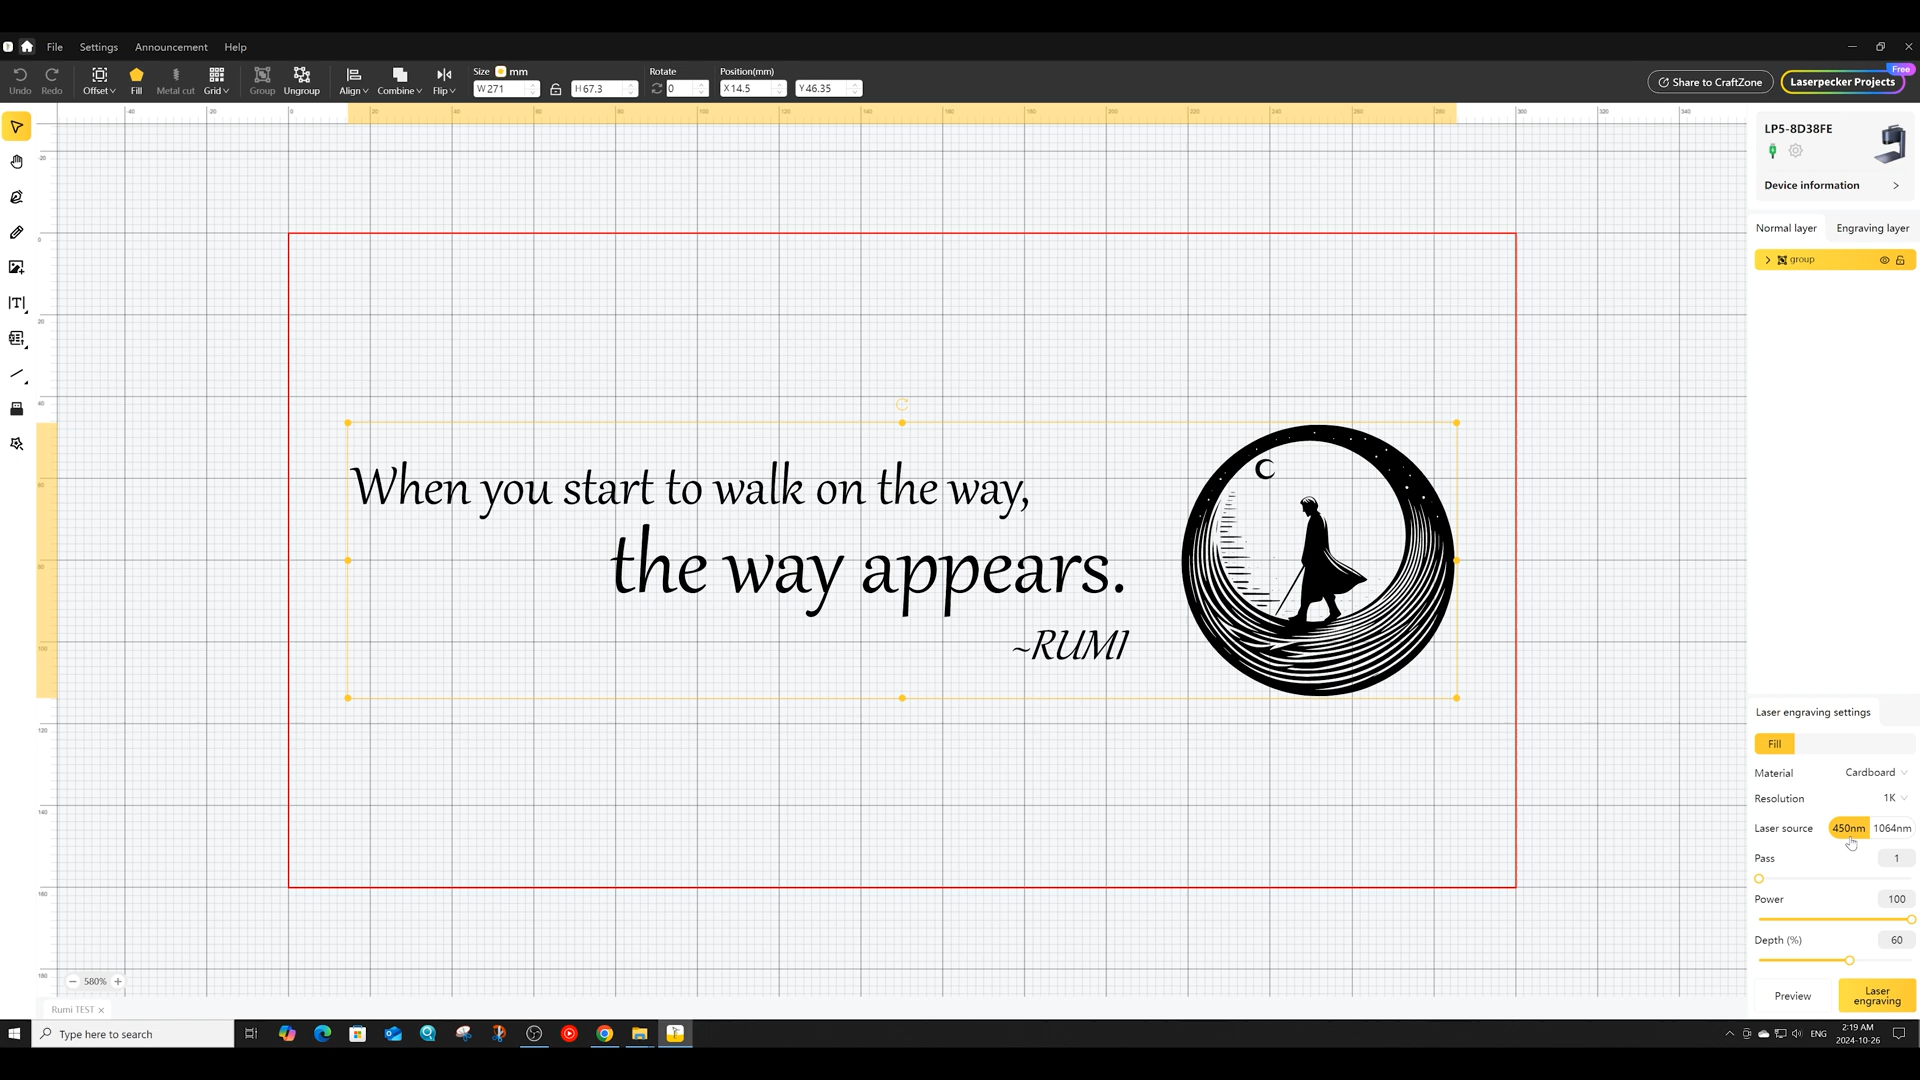 File Settings Announcement Help
Undo Redo Offset Fill Metal cut Grid Group Ungroup Align Combine Flip
Size mm Rotate Position(mm)
W 271 H 67.3 0 X 14.5 Y 46.35
Share to CraftZone
Laserpecker Projects
Free
LP5-8D38FE
Device information
Normal layer Engraving layer
group
When you start to walk on the way,
the way appears.
~RUMI
Laser engraving settings
Fill
Material Cardboard
Resolution 1K
Laser source 450nm 1064nm
Pass 1
Power 100
Depth (%) 60
Preview Laser engraving
580%
Rumi TEST
Type here to search
ENG 2:19 AM
2024-10-26